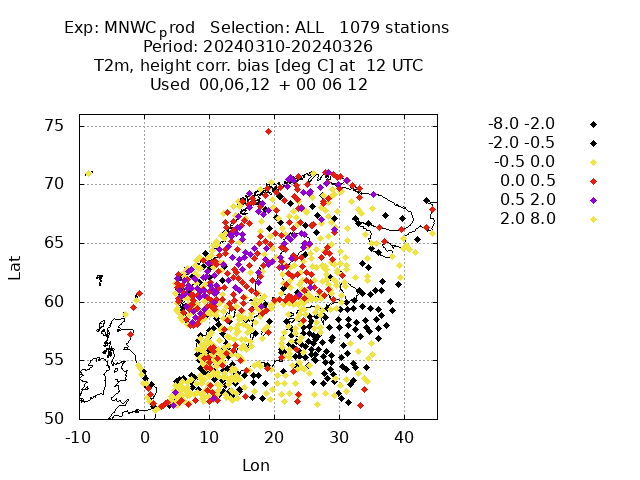 Exp: MNWC_prod   Selection: ALL   1079 stations
Period: 20240310-20240326
T2m, height corr. bias [deg C] at  12 UTC
Used  00,06,12  + 00 06 12
-8.0 -2.0
-2.0 -0.5
-0.5 0.0
0.0 0.5
0.5 2.0
2.0 8.0
75
70
65
60
55
50
Lat
-10 0 10 20 30 40
Lon